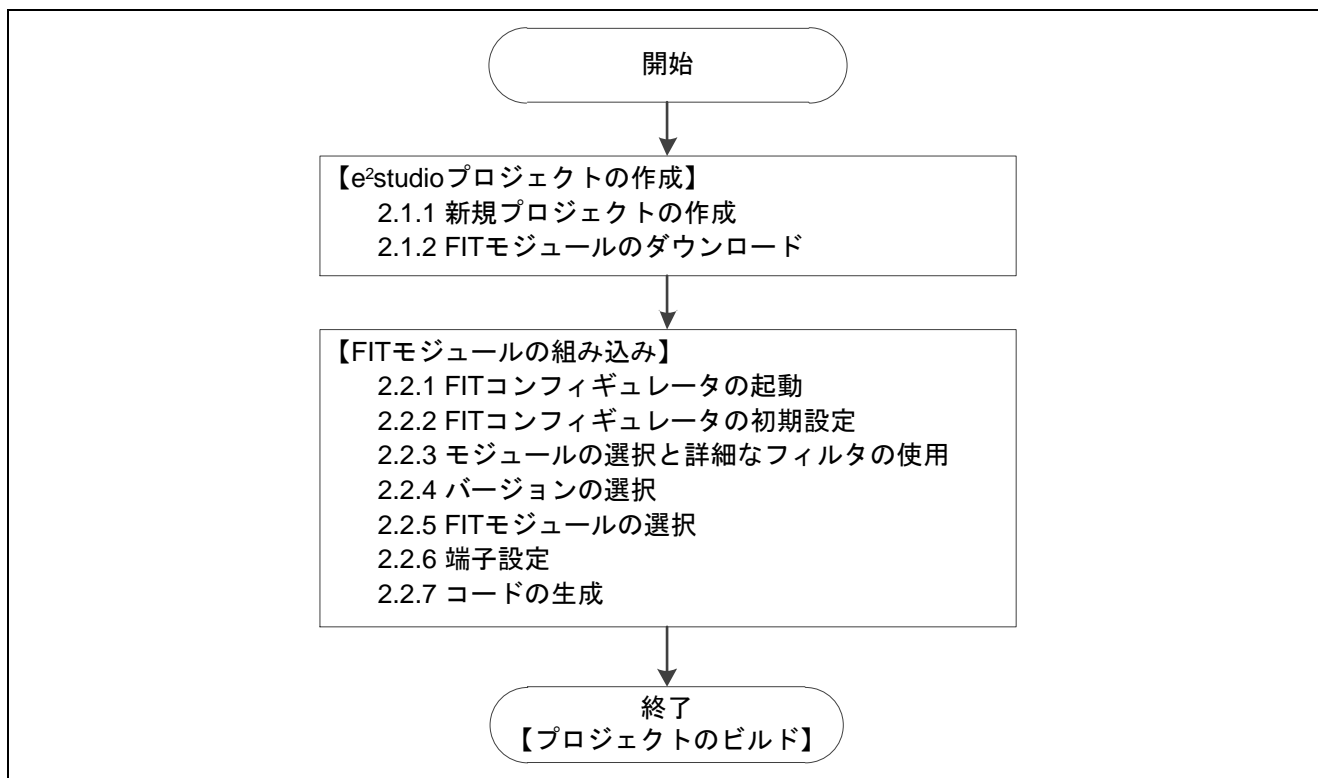 開始
【e²studioプロジェクトの作成】
2.1.1 新規プロジェクトの作成
2.1.2 FITモジュールのダウンロード
【FITモジュールの組み込み】
2.2.1 FITコンフィギュレータの起動
2.2.2 FITコンフィギュレータの初期設定
2.2.3 モジュールの選択と詳細なフィルタの使用
2.2.4 バージョンの選択
2.2.5 FITモジュールの選択
2.2.6 端子設定
2.2.7 コードの生成
終了
【プロジェクトのビルド】